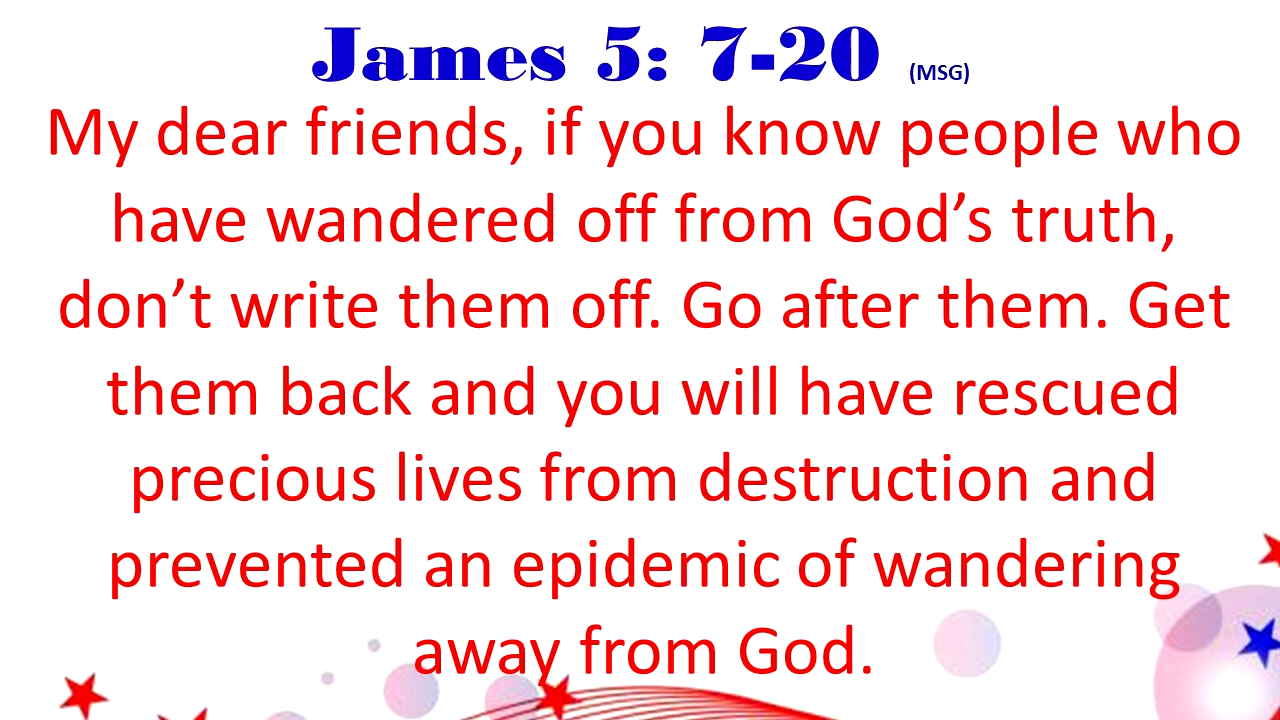 James 5: 7-20 (MSG)
My dear friends, if you know people who
have wandered off from God’s truth,
don’t write them off. Go after them. Get
them back and you will have rescued
precious lives from destruction and
prevented an epidemic of wandering
away from God.